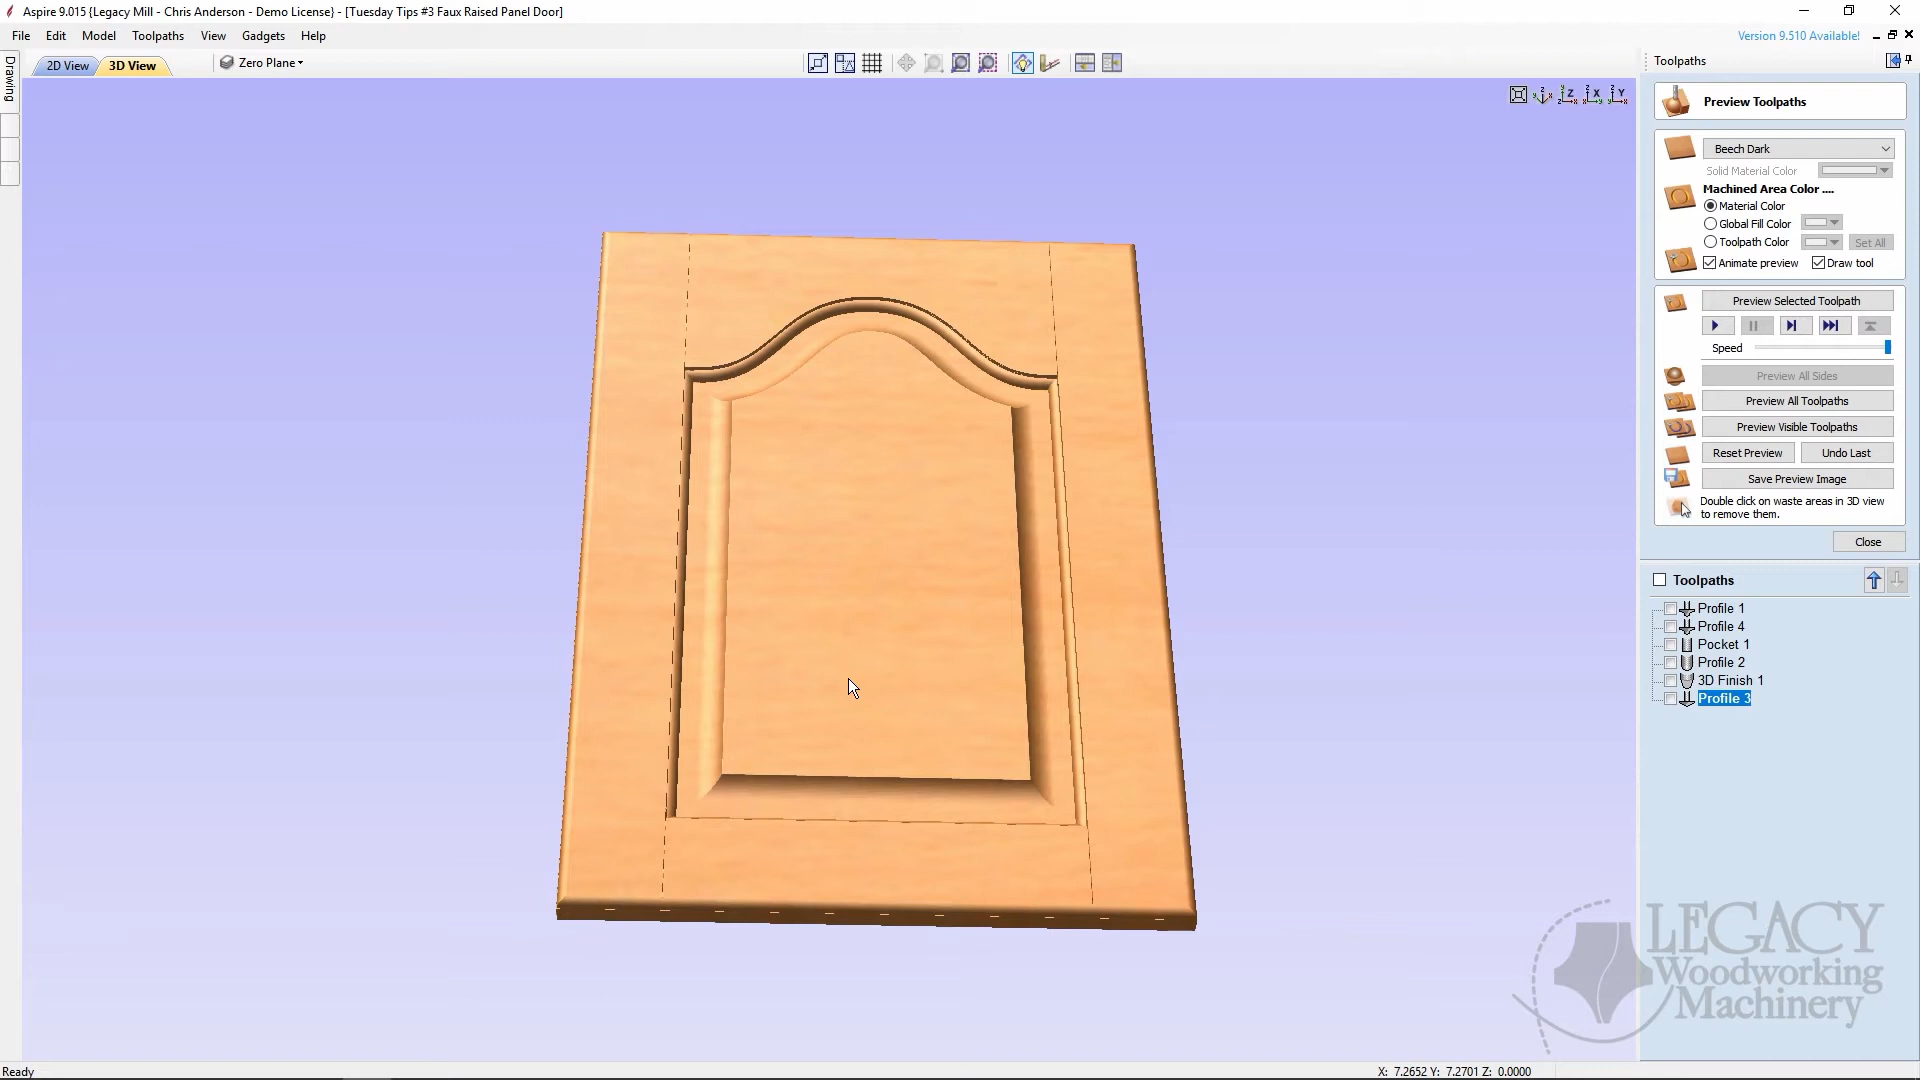 Aspire 9.015 {Legacy Mill - Chris Anderson - Demo License} - [Tuesday Tips #3 Faux Raised Panel Door]
File Edit Model Toolpaths View Gadgets Help
Version 9.510 Available!
Drawing
2D View 3D View Zero Plane
Z X Y
Toolpaths
Preview Toolpaths
Beech Dark
Solid Material Color
Machined Area Color ....
Material Color
Global Fill Color
Toolpath Color Set All
Animate preview Draw tool
Preview Selected Toolpath
Speed
Preview All Sides
Preview All Toolpaths
Preview Visible Toolpaths
Reset Preview Undo Last
Save Preview Image
Double click on waste areas in 3D view
to remove them.
Close
Toolpaths
Profile 1
Profile 4
Pocket 1
Profile 2
3D Finish 1
Profile 3
LEGACY
Woodworking
Machinery
Ready
X: 7.2652 Y: 7.2701 Z: 0.0000